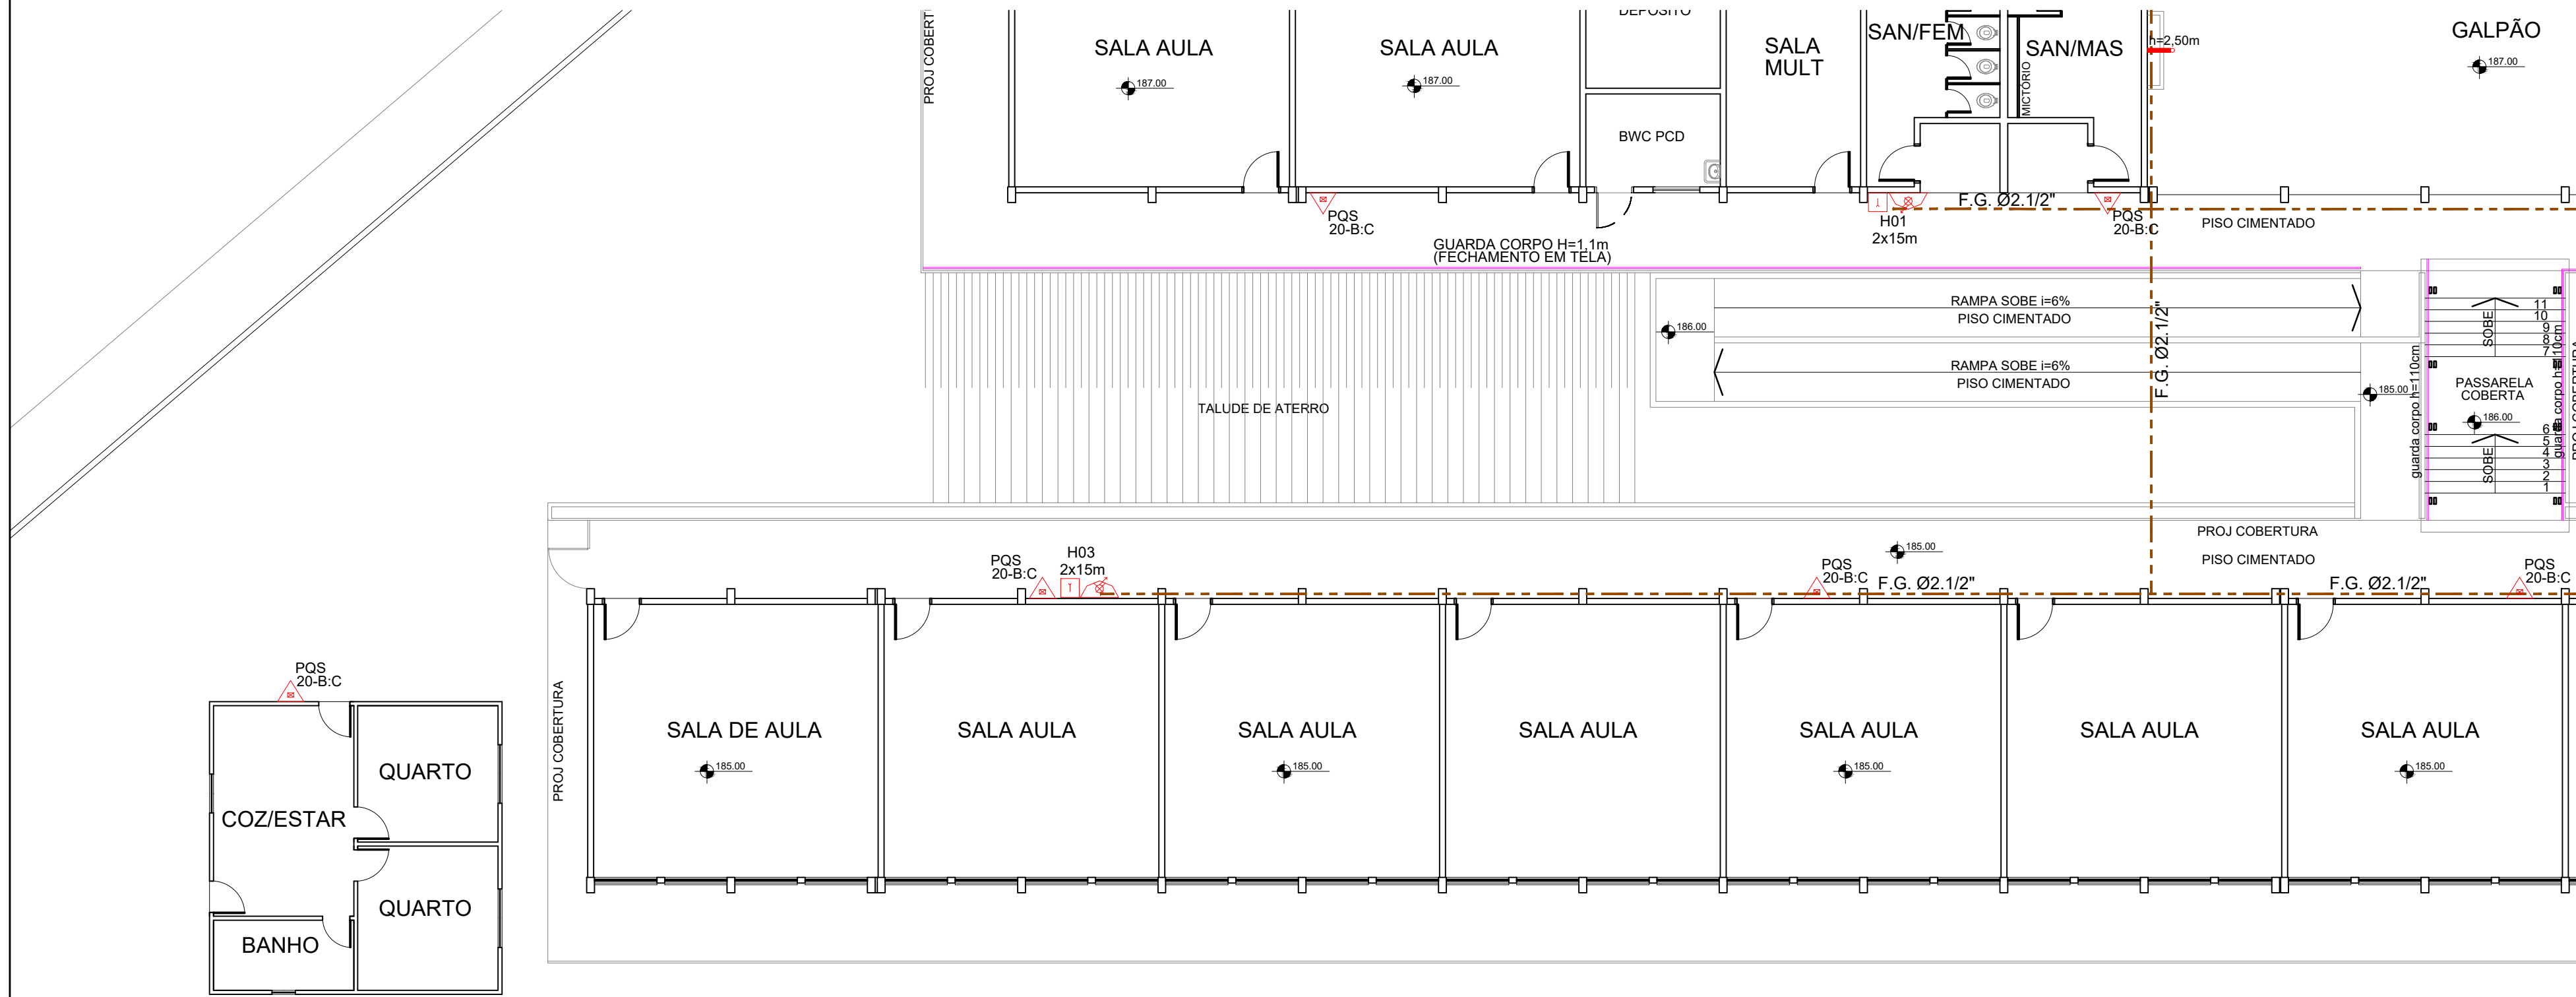 PROJ COBERT
SALA AULA
187.00
SALA AULA
187.00
DEPOSITO
BWC PCD
SALA
MULT
SAN/FEM
MICTÓRIO
SAN/MAS
h=2,50m
GALPÃO
187.00
PQS
20-B:C
H01
2x15m
F.G. Ø2.1/2"
PQS
20-B:C
PISO CIMENTADO
GUARDA CORPO H=1,1m
(FECHAMENTO EM TELA)
RAMPA SOBE i=6%
PISO CIMENTADO
186.00
RAMPA SOBE i=6%
PISO CIMENTADO
F.G. Ø2.1/2"
185.00
guarda corpo h=110cm
SOBE
11
10
9
8
7
PASSARELA
COBERTA
186.00
6
5
4
3
2
1
SOBE
guarda corpo h=110cm
PROJ COBERTURA
TALUDE DE ATERRO
PROJ COBERTURA
PISO CIMENTADO
185.00
PQS
20-B:C
H03
2x15m
PQS
20-B:C
F.G. Ø2.1/2"
F.G. Ø2.1/2"
PQS
20-B:C
PQS
20-B:C
PROJ COBERTURA
SALA DE AULA
185.00
SALA AULA
SALA AULA
185.00
SALA AULA
SALA AULA
185.00
SALA AULA
SALA AULA
185.00
COZ/ESTAR
QUARTO
QUARTO
BANHO